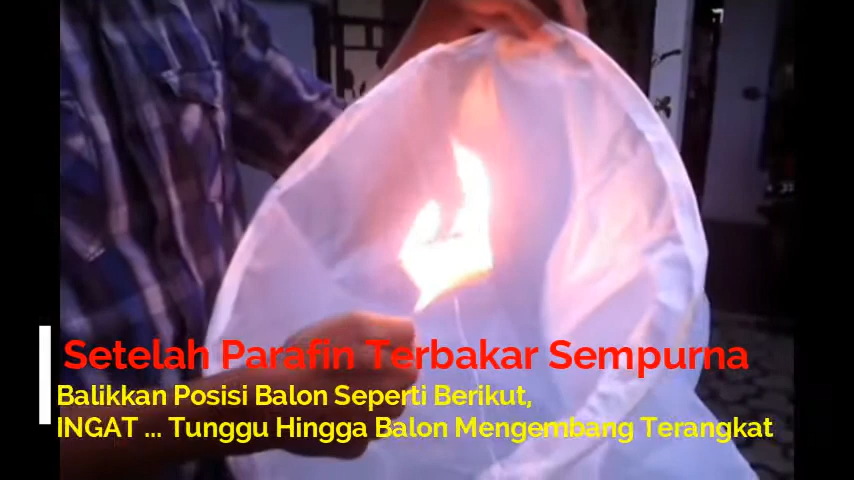 Setelah Parafin Terbakar Sempurna
Balikkan Posisi Balon Seperti Berikut,
INGAT ... Tunggu Hingga Balon Mengembang Terangkat